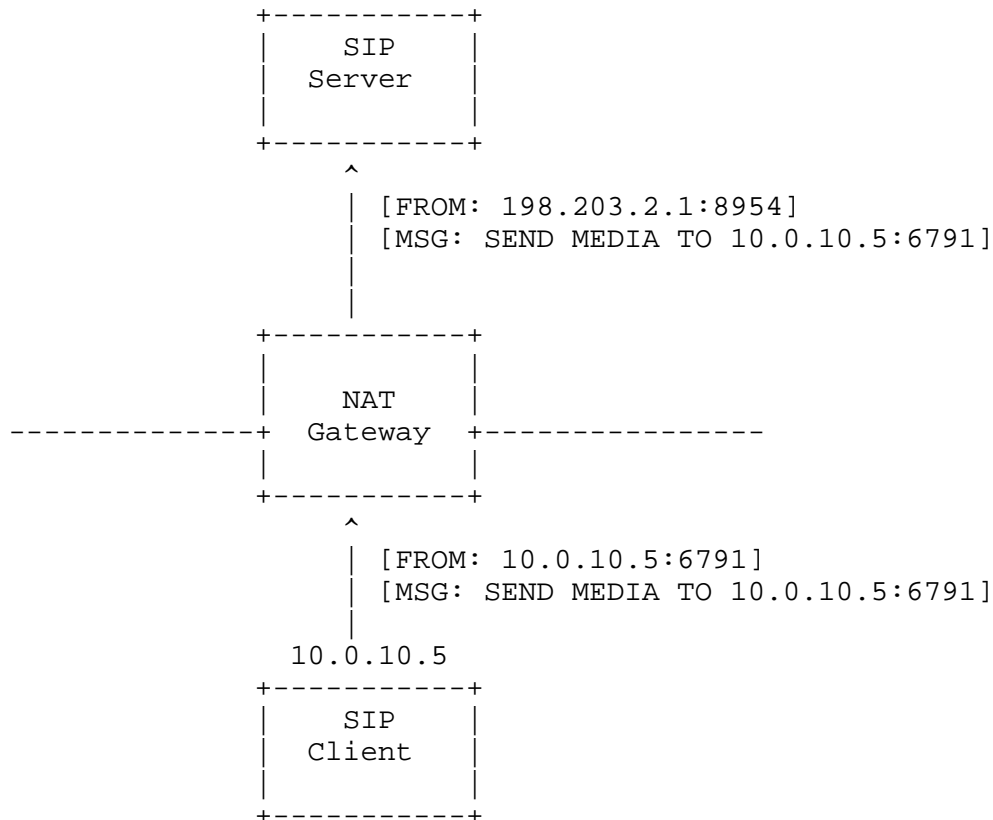 SIP
Server
[FROM: 198.203.2.1:8954]
[MSG: SEND MEDIA TO 10.0.10.5:6791]
NAT
Gateway
[FROM: 10.0.10.5:6791]
[MSG: SEND MEDIA TO 10.0.10.5:6791]
10.0.10.5
SIP
Client